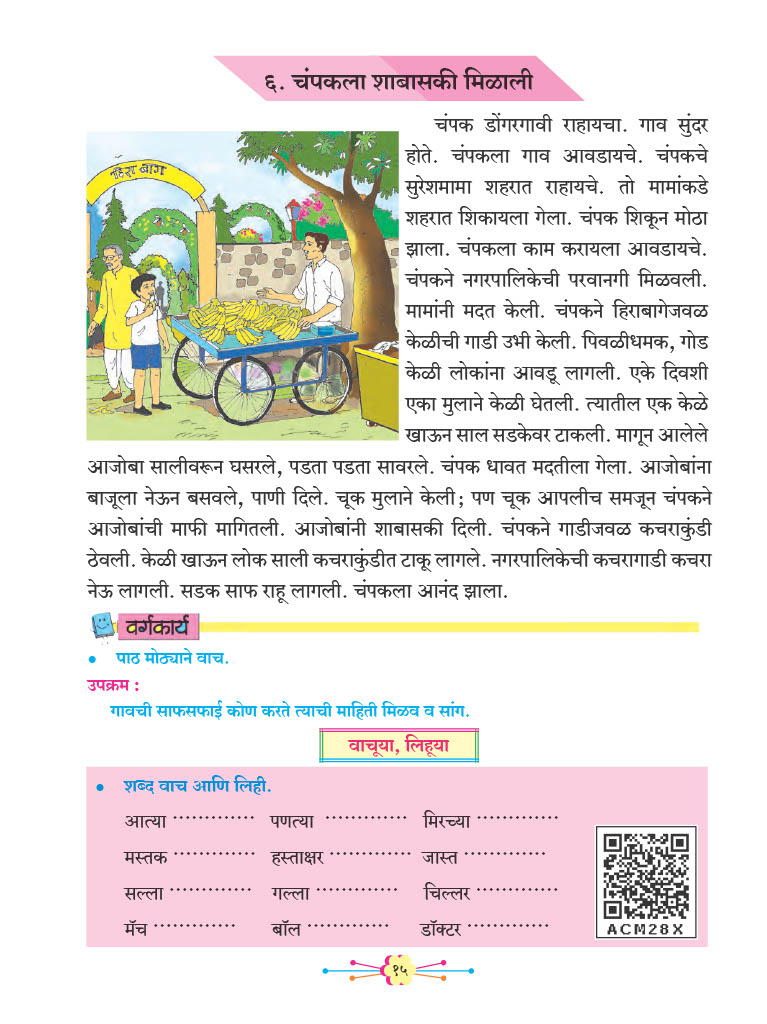 ६. चंपकला शाबासकी मिळाली
हिरा बाग
चंपक डोंगरगावी राहायचा. गाव सुंदर
होते. चंपकला गाव आवडायचे. चंपकचे
सुरेशमामा शहरात राहायचे. तो मामांकडे
शहरात शिकायला गेला. चंपक शिकून मोठा
झाला. चंपकला काम करायला आवडायचे.
चंपकने नगरपालिकेची परवानगी मिळवली.
मामांनी मदत केली. चंपकने हिराबागेजवळ
केळीची गाडी उभी केली. पिवळीधमक, गोड
केळी लोकांना आवडू लागली. एके दिवशी
एका मुलाने केळी घेतली. त्यातील एक केळे
खाऊन साल सडकेवर टाकली. मागून आलेले
आजोबा सालीवरून घसरले, पडता पडता सावरले. चंपक धावत मदतीला गेला. आजोबांना
बाजूला नेऊन बसवले, पाणी दिले. चूक मुलाने केली; पण चूक आपलीच समजून चंपकने
आजोबांची माफी मागितली. आजोबांनी शाबासकी दिली. चंपकने गाडीजवळ कचराकुंडी
ठेवली. केळी खाऊन लोक साली कचराकुंडीत टाकू लागले. नगरपालिकेची कचरागाडी कचरा
नेऊ लागली. सडक साफ राहू लागली. चंपकला आनंद झाला.
वर्गकार्य
• पाठ मोठ्याने वाच.
उपक्रम :
गावची साफसफाई कोण करते त्याची माहिती मिळव व सांग.
वाचूया, लिहूया
• शब्द वाच आणि लिही.
आत्या ............. पणत्या ............. मिरच्या .............
मस्तक ............. हस्ताक्षर ............. जास्त .............
सल्ला ............. गल्ला ............. चिल्लर .............
मॅच ............. बॉल ............. डॉक्टर .............
ACM28X
१५